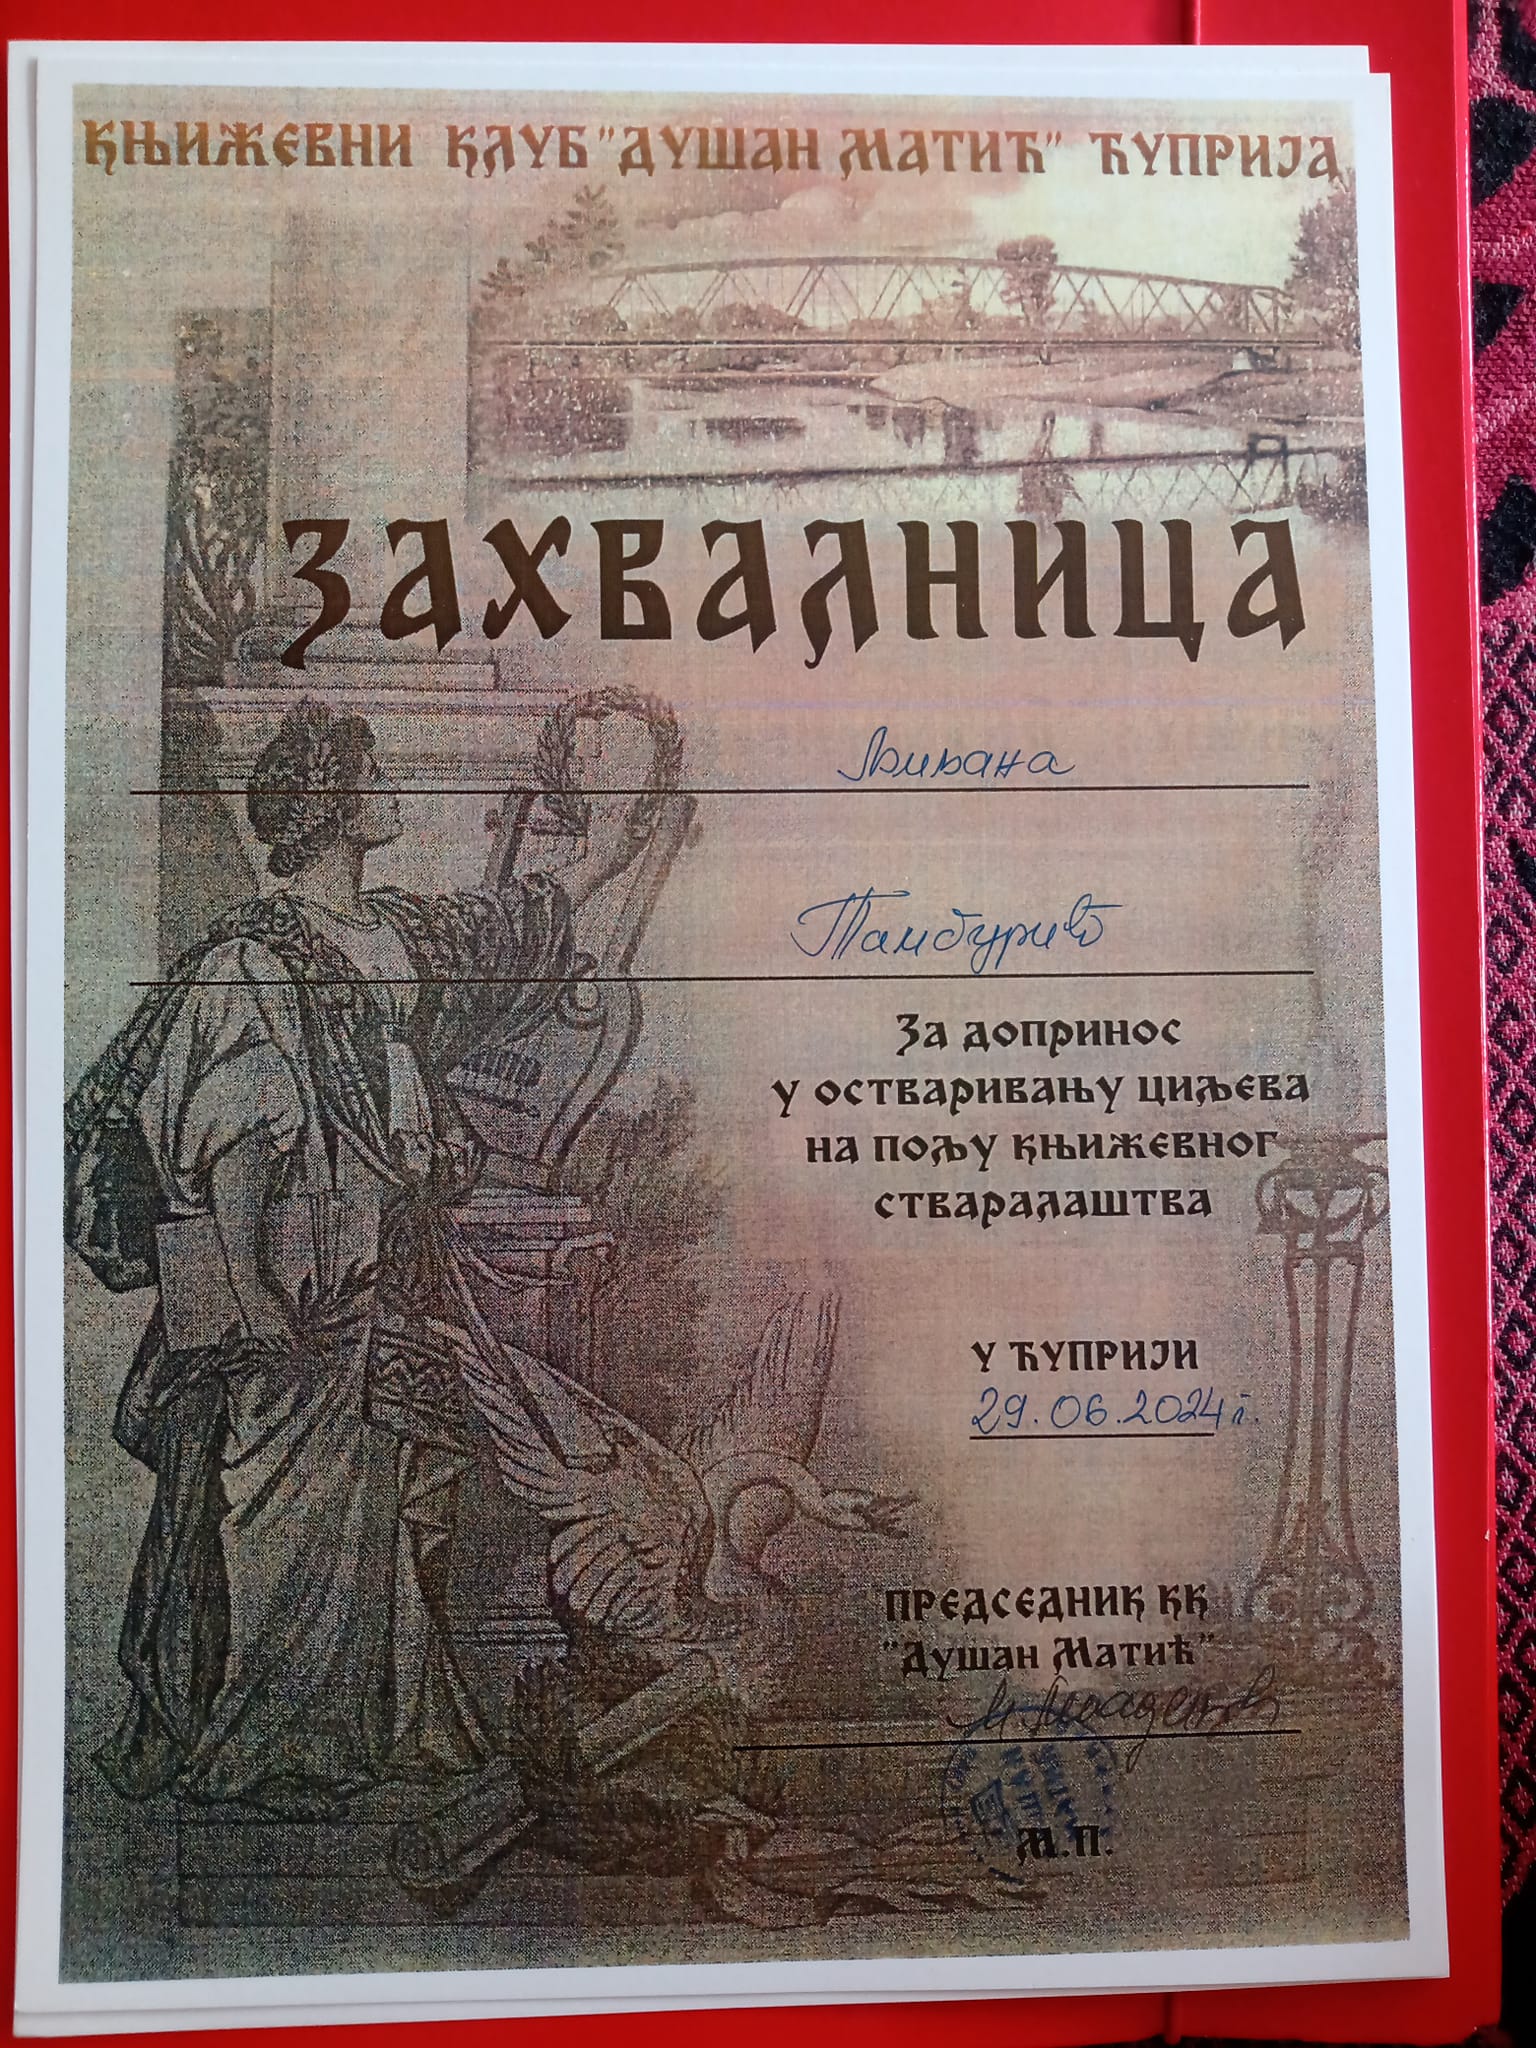 КЊИЖЕВНИ КЛУБ "ДУШАН МАТИЋ" ЋУПРИЈА
ЗАХВАЛНИЦА
Љиљана
Тамбурић
За допринос
у остваривању циљева
на пољу књижевног
стваралаштва
У ЋУПРИЈИ
29.06.2024 г.
ПРЕДСЕДНИК КК
"Душан Матић"
М.П.